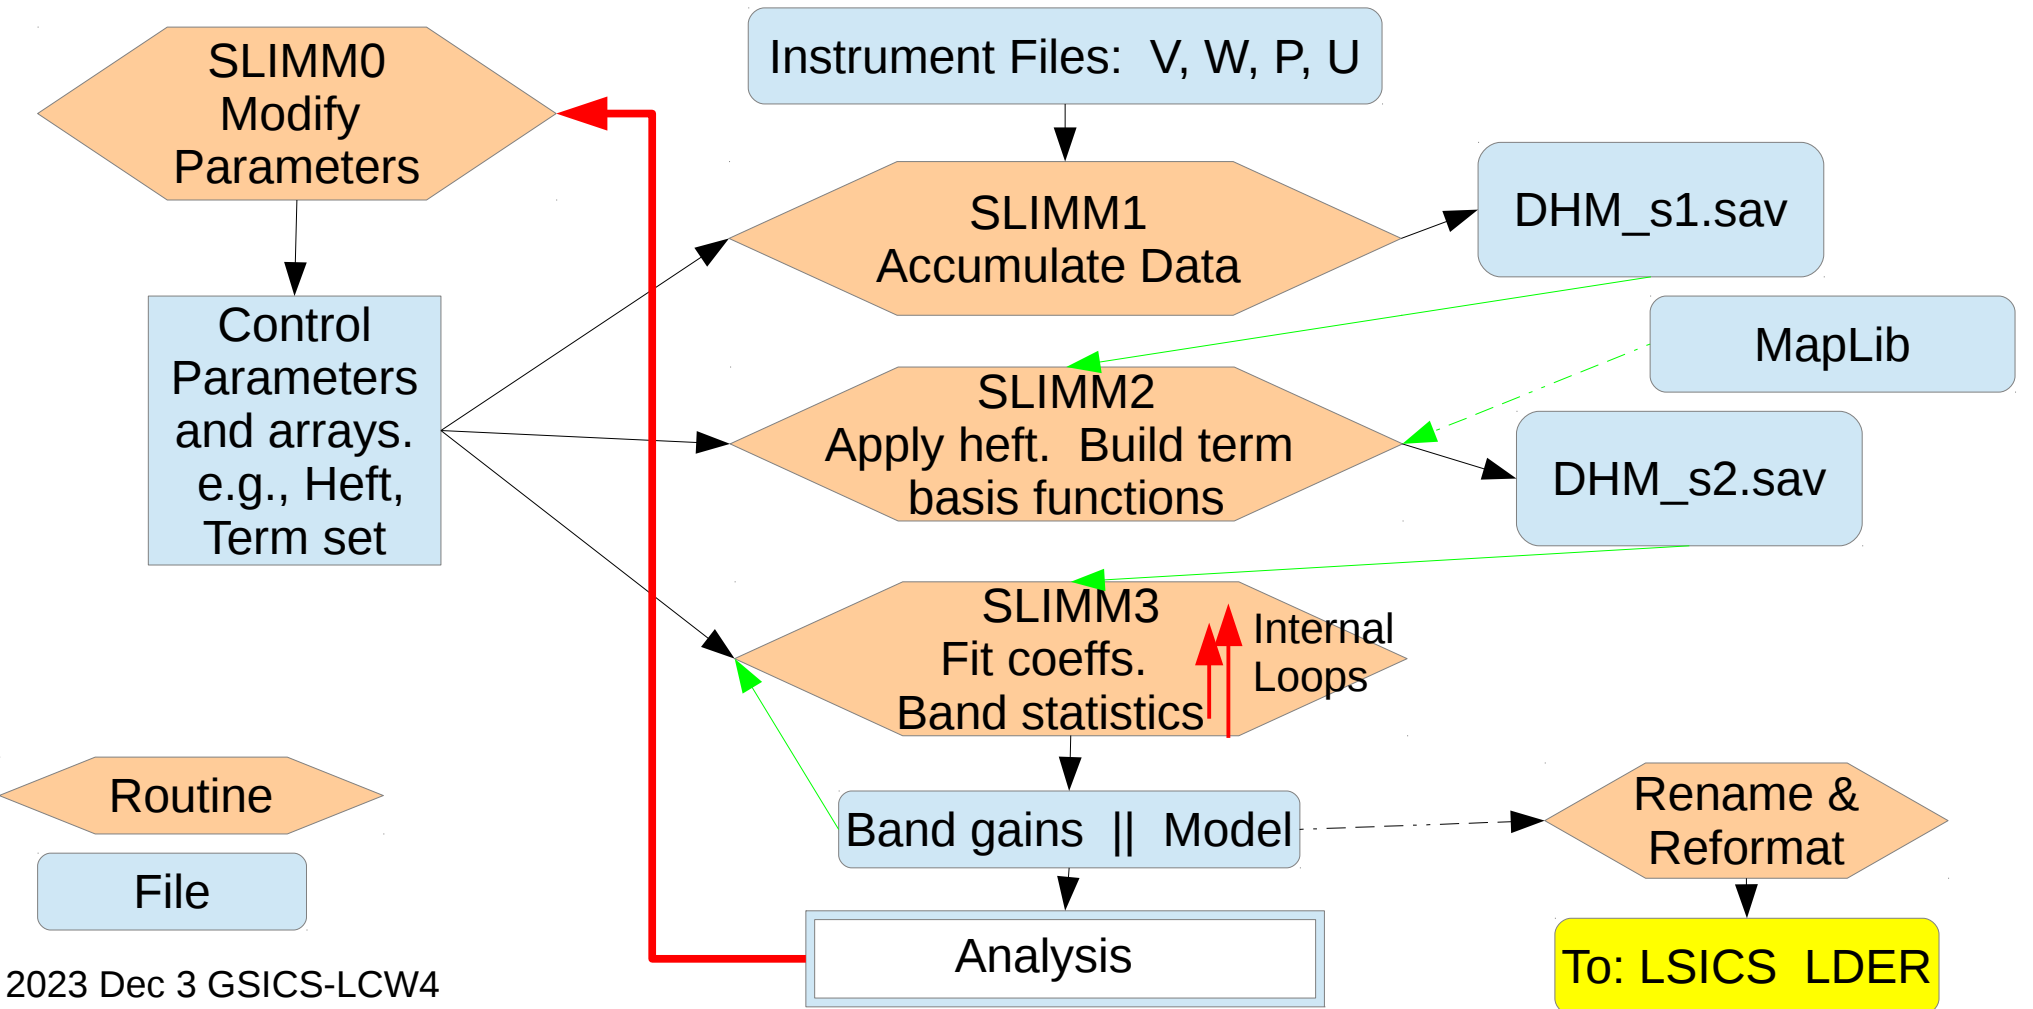 SLIMM0
Modify
Parameters
Instrument Files:  V, W, P, U
SLIMM1
Accumulate Data
DHM_s1.sav
Control
Parameters
and arrays.
e.g., Heft,
Term set
MapLib
SLIMM2
Apply heft.  Build term
basis functions
DHM_s2.sav
SLIMM3
Fit coeffs.
Band statistics
Internal
Loops
Routine
File
Band gains  ||  Model
Rename &
Reformat
Analysis
To: LSICS  LDER
2023 Dec 3 GSICS-LCW4